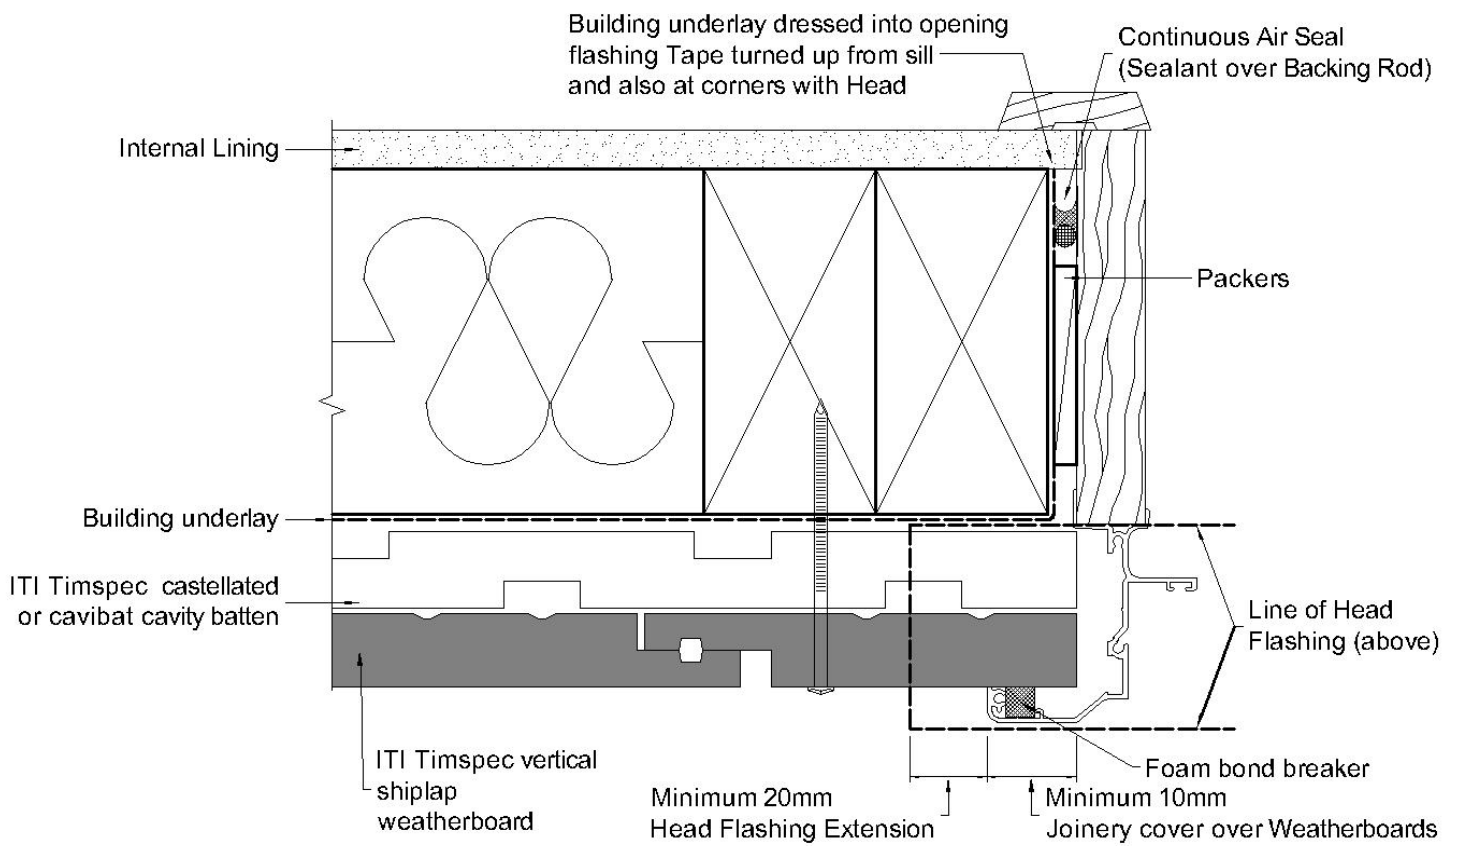 Building underlay dressed into opening
flashing Tape turned up from sill
and also at corners with Head
Continuous Air Seal
(Sealant over Backing Rod)
Internal Lining
Packers
Building underlay
ITI Timspec castellated
or cavibat cavity batten
Line of Head
Flashing (above)
ITI Timspec vertical
shiplap
weatherboard
Foam bond breaker
Minimum 20mm
Head Flashing Extension
Minimum 10mm
Joinery cover over Weatherboards